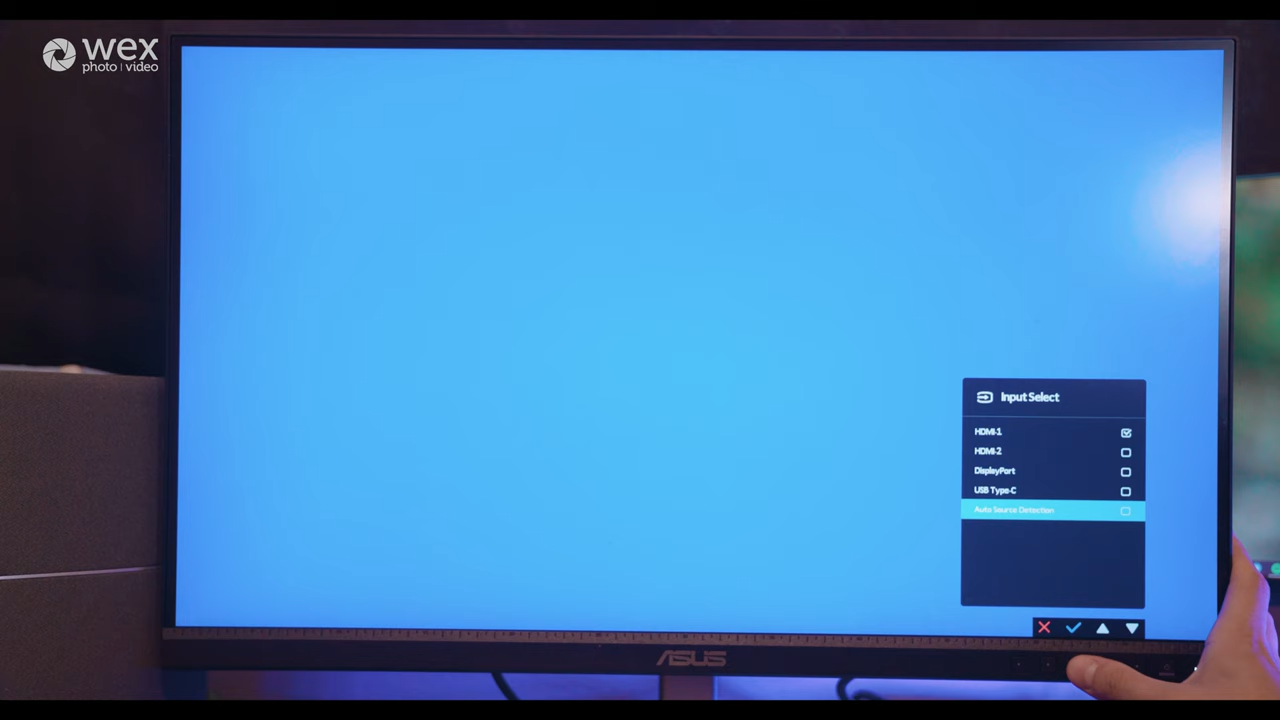 wex
photo | video
Input Select
HDMI-1
HDMI-2
DisplayPort
USB Type-C
Auto Source Detection
ASUS